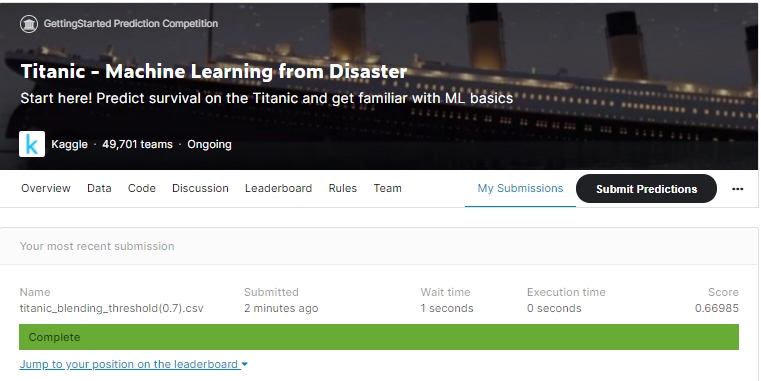 GettingStarted Prediction Competition
Titanic - Machine Learning from Disaster
Start here! Predict survival on the Titanic and get familiar with ML basics
k Kaggle · 49,701 teams · Ongoing
Overview Data Code Discussion Leaderboard Rules Team My Submissions Submit Predictions ...
Your most recent submission
Name Submitted Wait time Execution time Score
titanic_blending_threshold(0.7).csv 2 minutes ago 1 seconds 0 seconds 0.66985
Complete
Jump to your position on the leaderboard